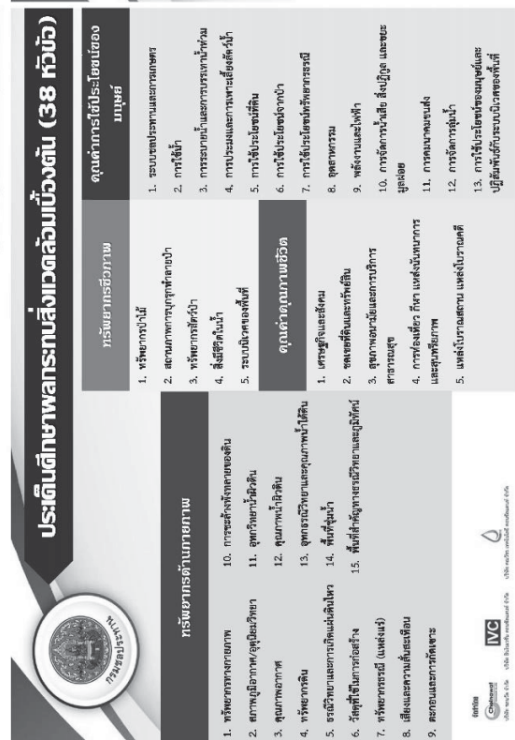 ประเด็นศึกษาผลกระทบสิ่งแวดล้อมเบื้องต้น (38 หัวข้อ)
กรมชลประทาน
ทรัพยากรด้านกายภาพ
1. ทรัพยากรทางกายภาพ
2. สภาพภูมิอากาศ/อุตุนิยมวิทยา
3. คุณภาพอากาศ
4. ทรัพยากรดิน
5. ธรณีวิทยาและการเกิดแผ่นดินไหว
6. วัสดุที่ใช้ในการก่อสร้าง
7. ทรัพยากรธรณี (แหล่งแร่)
8. เสียงและความสั่นสะเทือน
9. ตะกอนและการกัดเซาะ
10. การชะล้างพังทลายของดิน
11. อุทกวิทยาน้ำผิวดิน
12. คุณภาพน้ำผิวดิน
13. อุทกธรณีวิทยาและคุณภาพน้ำใต้ดิน
14. พื้นที่ชุ่มน้ำ
15. พื้นที่สำคัญทางธรณีวิทยาและภูมิทัศน์
ทรัพยากรชีวภาพ
1. ทรัพยากรป่าไม้
2. สถานภาพการบุกรุกทำลายป่า
3. ทรัพยากรสัตว์ป่า
4. สิ่งมีชีวิตในน้ำ
5. ระบบนิเวศของพื้นที่
คุณค่าคุณภาพชีวิต
1. เศรษฐกิจและสังคม
2. ชดเชยที่ดินและทรัพย์สิน
3. สุขภาพอนามัยและการบริการ
สาธารณสุข
4. การท่องเที่ยว กีฬา แหล่งนันทนาการ
และสุนทรียภาพ
5. แหล่งโบราณสถาน แหล่งโบราณคดี
คุณค่าการใช้ประโยชน์ของ
มนุษย์
1. ระบบชลประทานและการเกษตร
2. การใช้น้ำ
3. การระบายน้ำและการบรรเทาน้ำท่วม
4. การประมงและการเพาะเลี้ยงสัตว์น้ำ
5. การใช้ประโยชน์ที่ดิน
6. การใช้ประโยชน์จากป่า
7. การใช้ประโยชน์ทรัพยากรธรณี
8. อุตสาหกรรม
9. พลังงานและไฟฟ้า
10. การจัดการน้ำเสีย สิ่งปฏิกูล และขยะ
มูลฝอย
11. การคมนาคมขนส่ง
12. การจัดการลุ่มน้ำ
13. การใช้ประโยชน์ของมนุษย์และ
ปฏิสัมพันธ์กับระบบนิเวศของพื้นที่
IVC